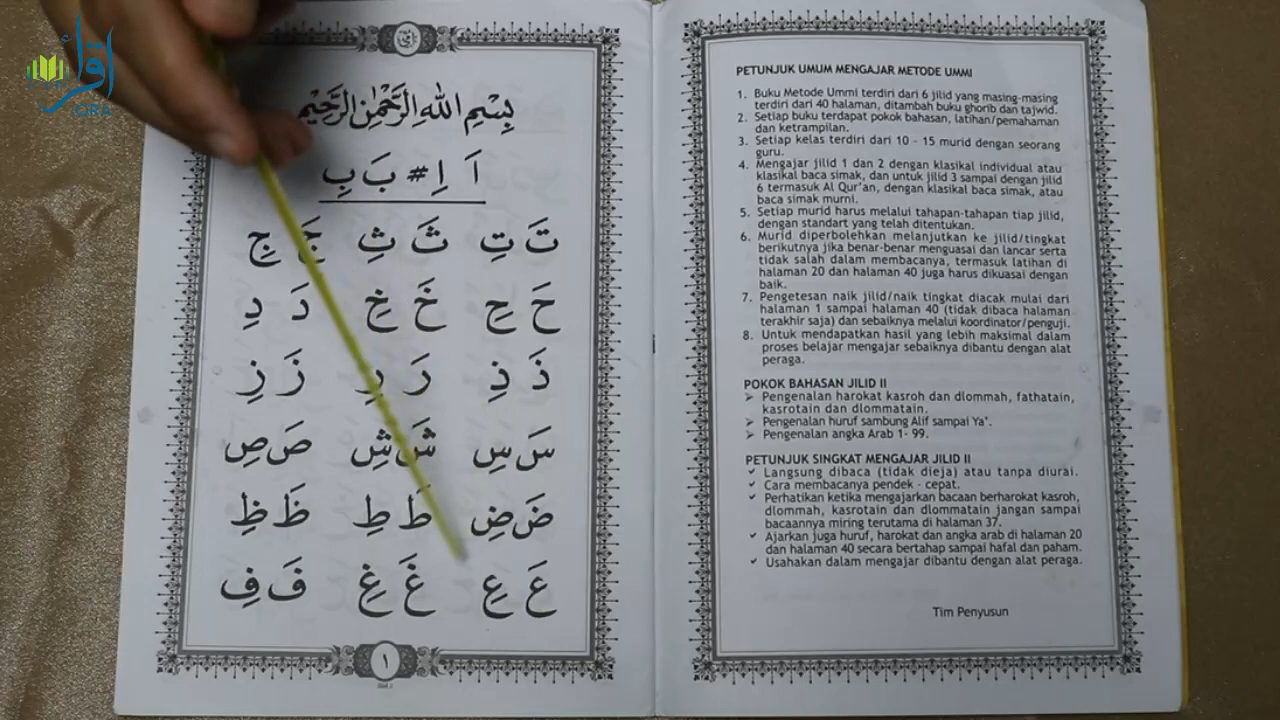 اقرأ
IQRA
بِسْمِ اللهِ الرَّحْمٰنِ الرَّحِيْمِ
اَ اِ # بَ بِ
تَ تِ ثَ ثِ جَ جِ
حَ حِ خَ خِ دَ دِ
ذَ ذِ رَ رِ زَ زِ
سَ سِ شَ شِ صَ صِ
ضَ ضِ طَ طِ ظَ ظِ
عَ عِ غَ غِ فَ فِ
١
PETUNJUK UMUM MENGAJAR METODE UMMI
1. Buku Metode Ummi terdiri dari 6 jilid yang masing-masing
terdiri dari 40 halaman, ditambah buku ghorib dan tajwid.
2. Setiap buku terdapat pokok bahasan, latihan/pemahaman
dan ketrampilan.
3. Setiap kelas terdiri dari 10 - 15 murid dengan seorang
guru.
4. Mengajar jilid 1 dan 2 dengan klasikal individual atau
klasikal baca simak, dan untuk jilid 3 sampai dengan jilid
6 termasuk Al Qur'an, dengan klasikal baca simak, atau
baca simak murni.
5. Setiap murid harus melalui tahapan-tahapan tiap jilid,
dengan standart yang telah ditentukan.
6. Murid diperbolehkan melanjutkan ke jilid/tingkat
berikutnya jika benar-benar menguasai dan lancar serta
tidak salah dalam membacanya, termasuk latihan di
halaman 20 dan halaman 40 juga harus dikuasai dengan
baik.
7. Pengetesan naik jilid/naik tingkat diacak mulai dari
halaman 1 sampai halaman 40 (tidak dibaca halaman
terakhir saja) dan sebaiknya melalui koordinator/penguji.
8. Untuk mendapatkan hasil yang lebih maksimal dalam
proses belajar mengajar sebaiknya dibantu dengan alat
peraga.
POKOK BAHASAN JILID II
➢ Pengenalan harokat kasroh dan dlommah, fathatain,
kasrotain dan dlommatain.
➢ Pengenalan huruf sambung Alif sampai Ya'.
➢ Pengenalan angka Arab 1- 99.
PETUNJUK SINGKAT MENGAJAR JILID II
✓ Langsung dibaca (tidak dieja) atau tanpa diurai.
✓ Cara membacanya pendek - cepat.
✓ Perhatikan ketika mengajarkan bacaan berharokat kasroh,
dlommah, kasrotain dan dlommatain jangan sampai
bacaannya miring terutama di halaman 37.
✓ Ajarkan juga huruf, harokat dan angka arab di halaman 20
dan halaman 40 secara bertahap sampai hafal dan paham.
✓ Usahakan dalam mengajar dibantu dengan alat peraga.
Tim Penyusun